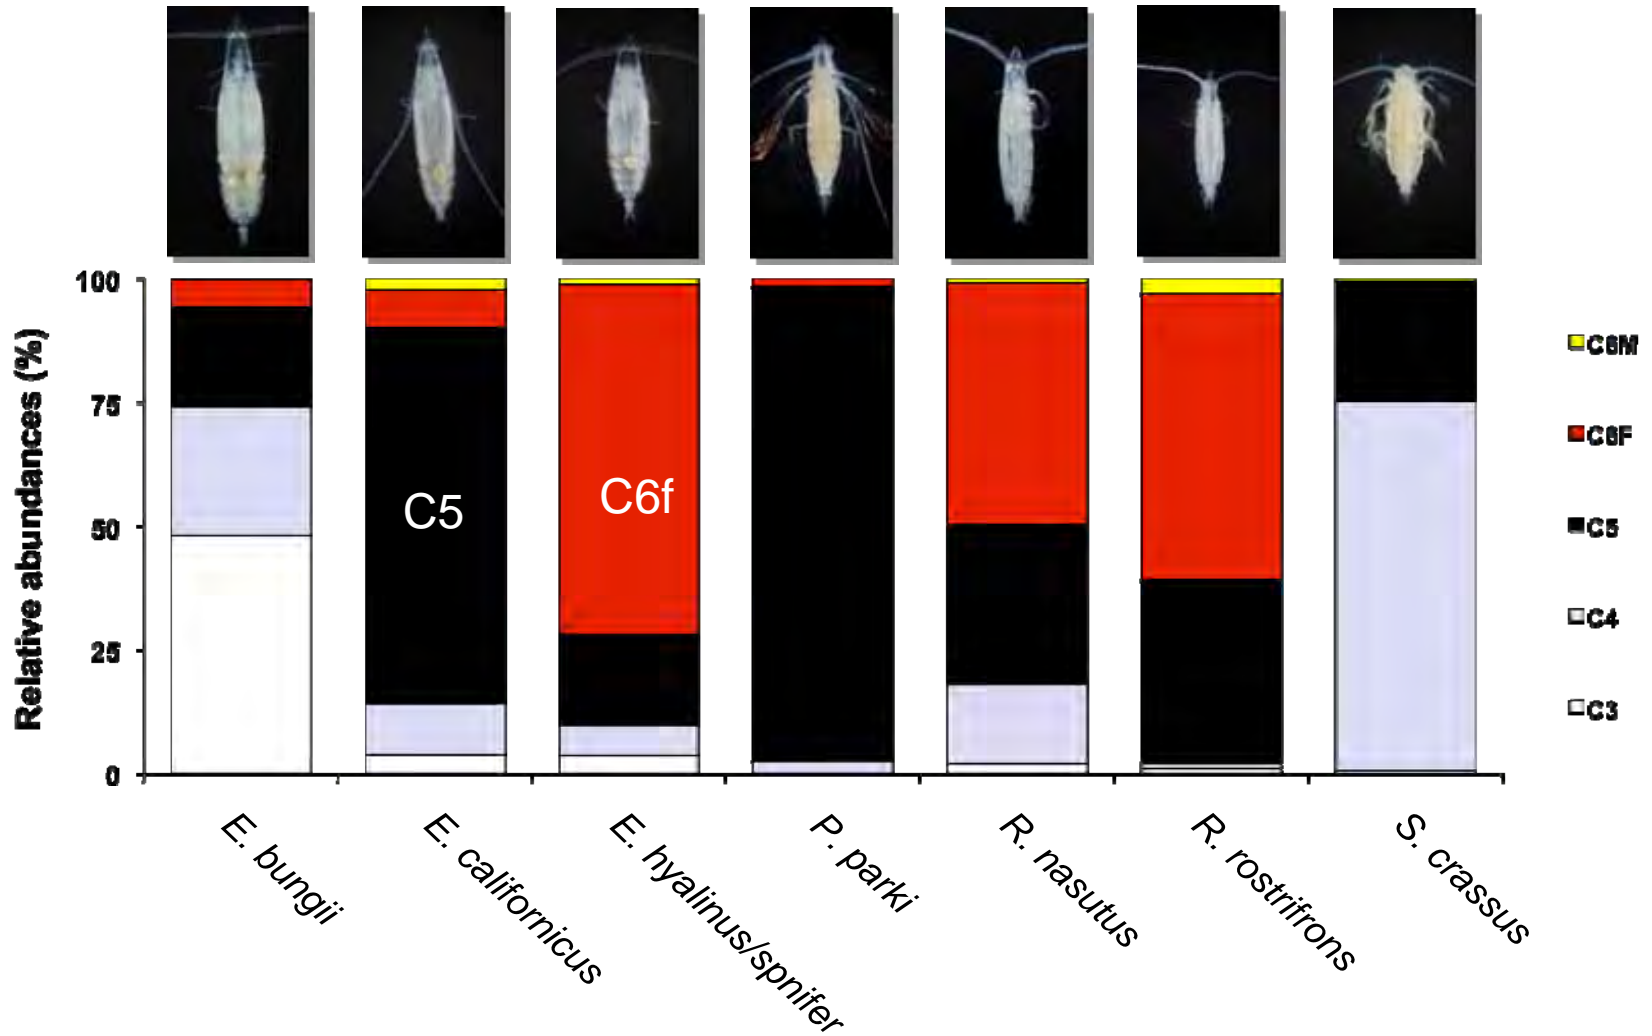 Relative abundances (%)
100
75
50
25
0
C5
C6f
C6M
C6F
C5
C4
C3
E. bungii
E. californicus
E. hyalinus/spnifer
P. parki
R. nasutus
R. rostrifrons
S. crassus